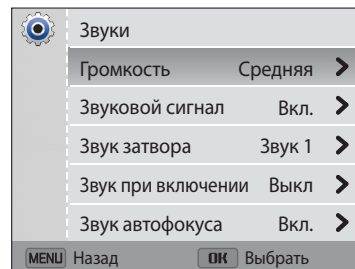 Звуки
Громкость Средняя
Звуковой сигнал Вкл.
Звук затвора Звук 1
Звук при включении Выкл
Звук автофокуса Вкл.
MENU Назад OK Выбрать